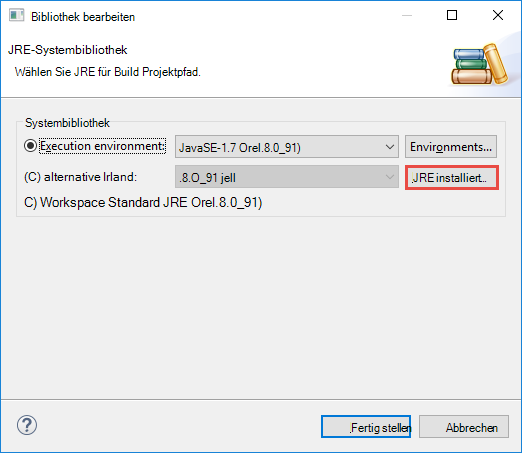 Bibliothek bearbeiten
JRE-Systembibliothek
Wählen Sie JRE für Build Projektpfad.
Systembibliothek
Execution environment: JavaSE-1.7 Orel.8.0_91) Environments...
(C) alternative Irland: .8.O_91 jell .JRE installiert..
C) Workspace Standard JRE Orel.8.0_91)
? .Fertig stellen Abbrechen